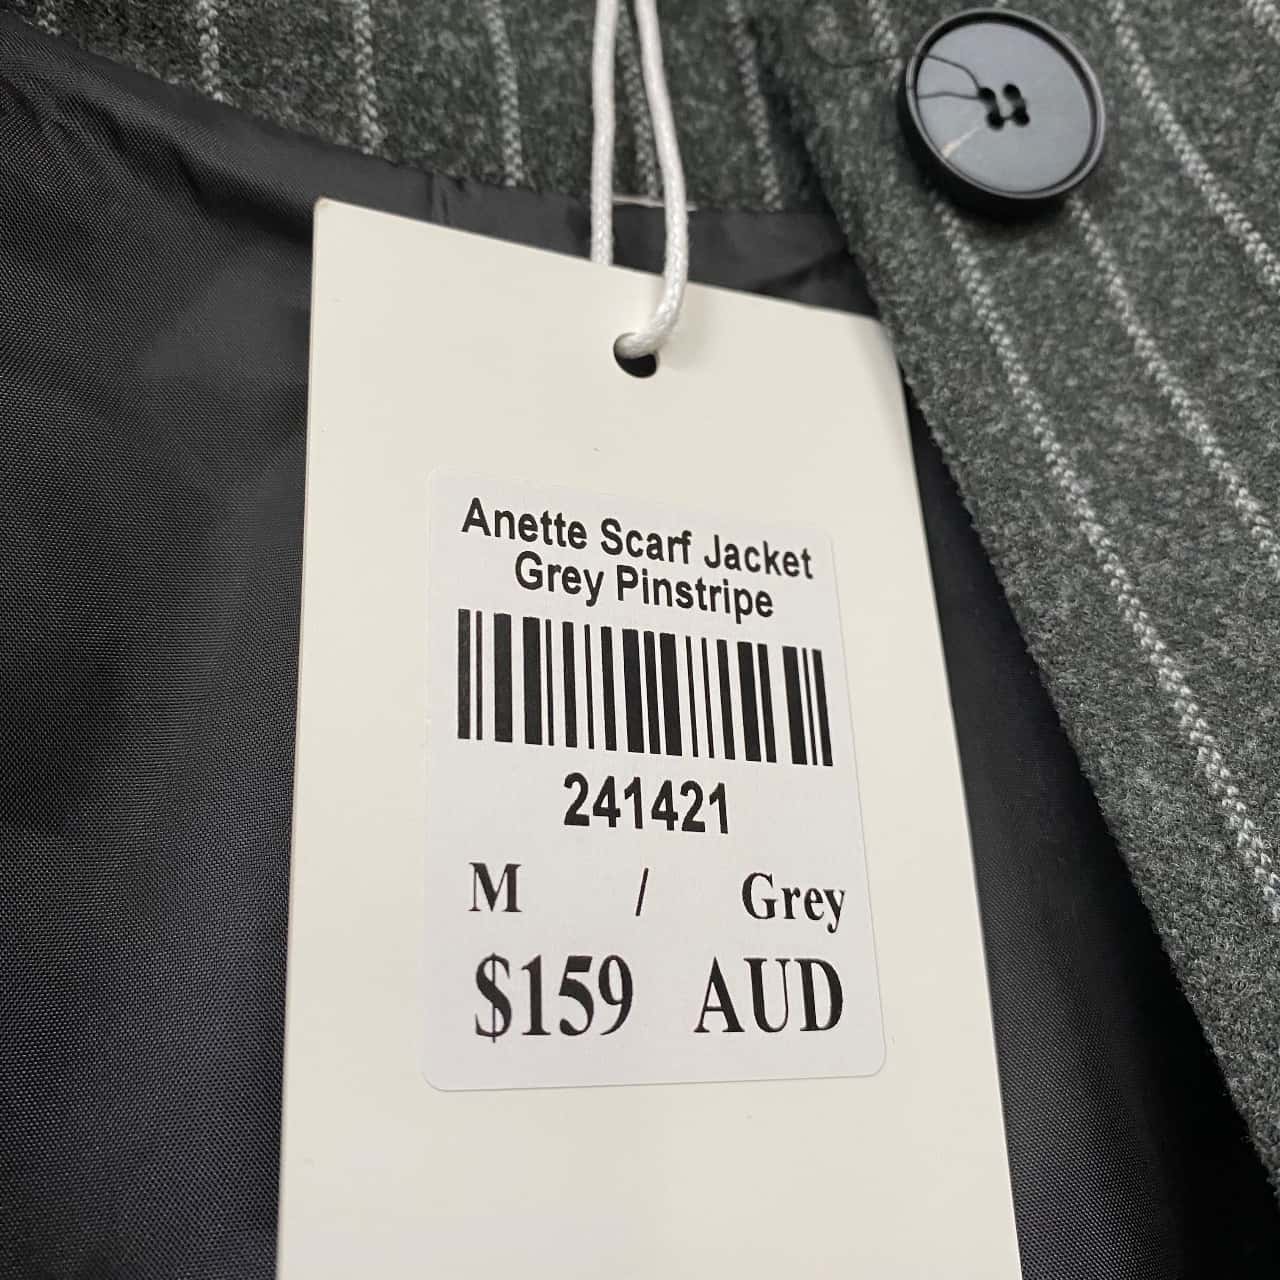 Anette Scarf Jacket
Grey Pinstripe
241421
M / Grey
$159 AUD